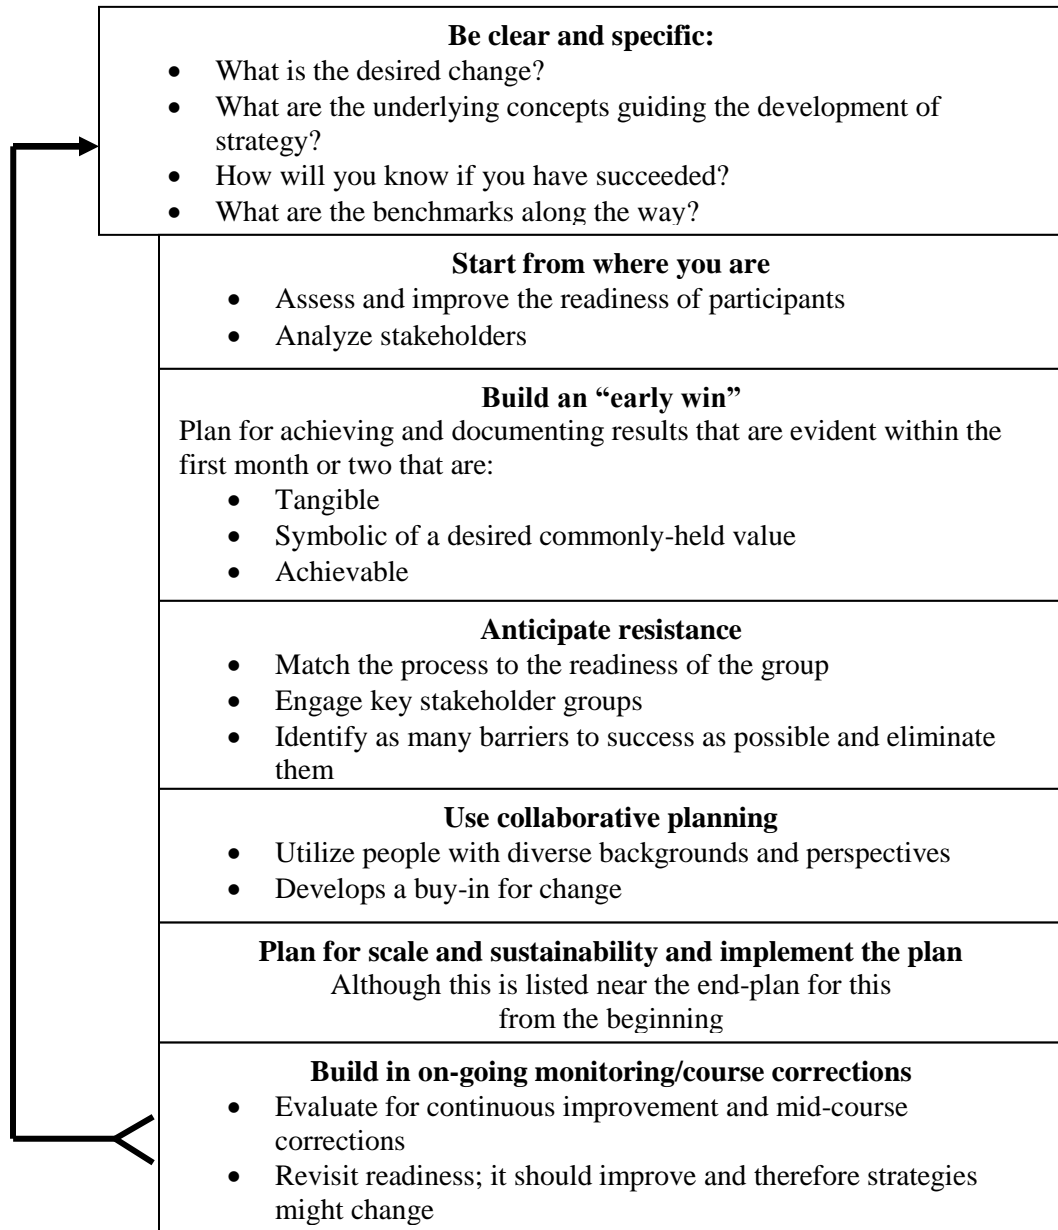 Be clear and specific:
• What is the desired change?
• What are the underlying concepts guiding the development of
strategy?
• How will you know if you have succeeded?
• What are the benchmarks along the way?
Start from where you are
• Assess and improve the readiness of participants
• Analyze stakeholders
Build an “early win”
Plan for achieving and documenting results that are evident within the
first month or two that are:
• Tangible
• Symbolic of a desired commonly-held value
• Achievable
Anticipate resistance
• Match the process to the readiness of the group
• Engage key stakeholder groups
• Identify as many barriers to success as possible and eliminate
them
Use collaborative planning
• Utilize people with diverse backgrounds and perspectives
• Develops a buy-in for change
Plan for scale and sustainability and implement the plan
Although this is listed near the end-plan for this
from the beginning
Build in on-going monitoring/course corrections
• Evaluate for continuous improvement and mid-course
corrections
• Revisit readiness; it should improve and therefore strategies
might change